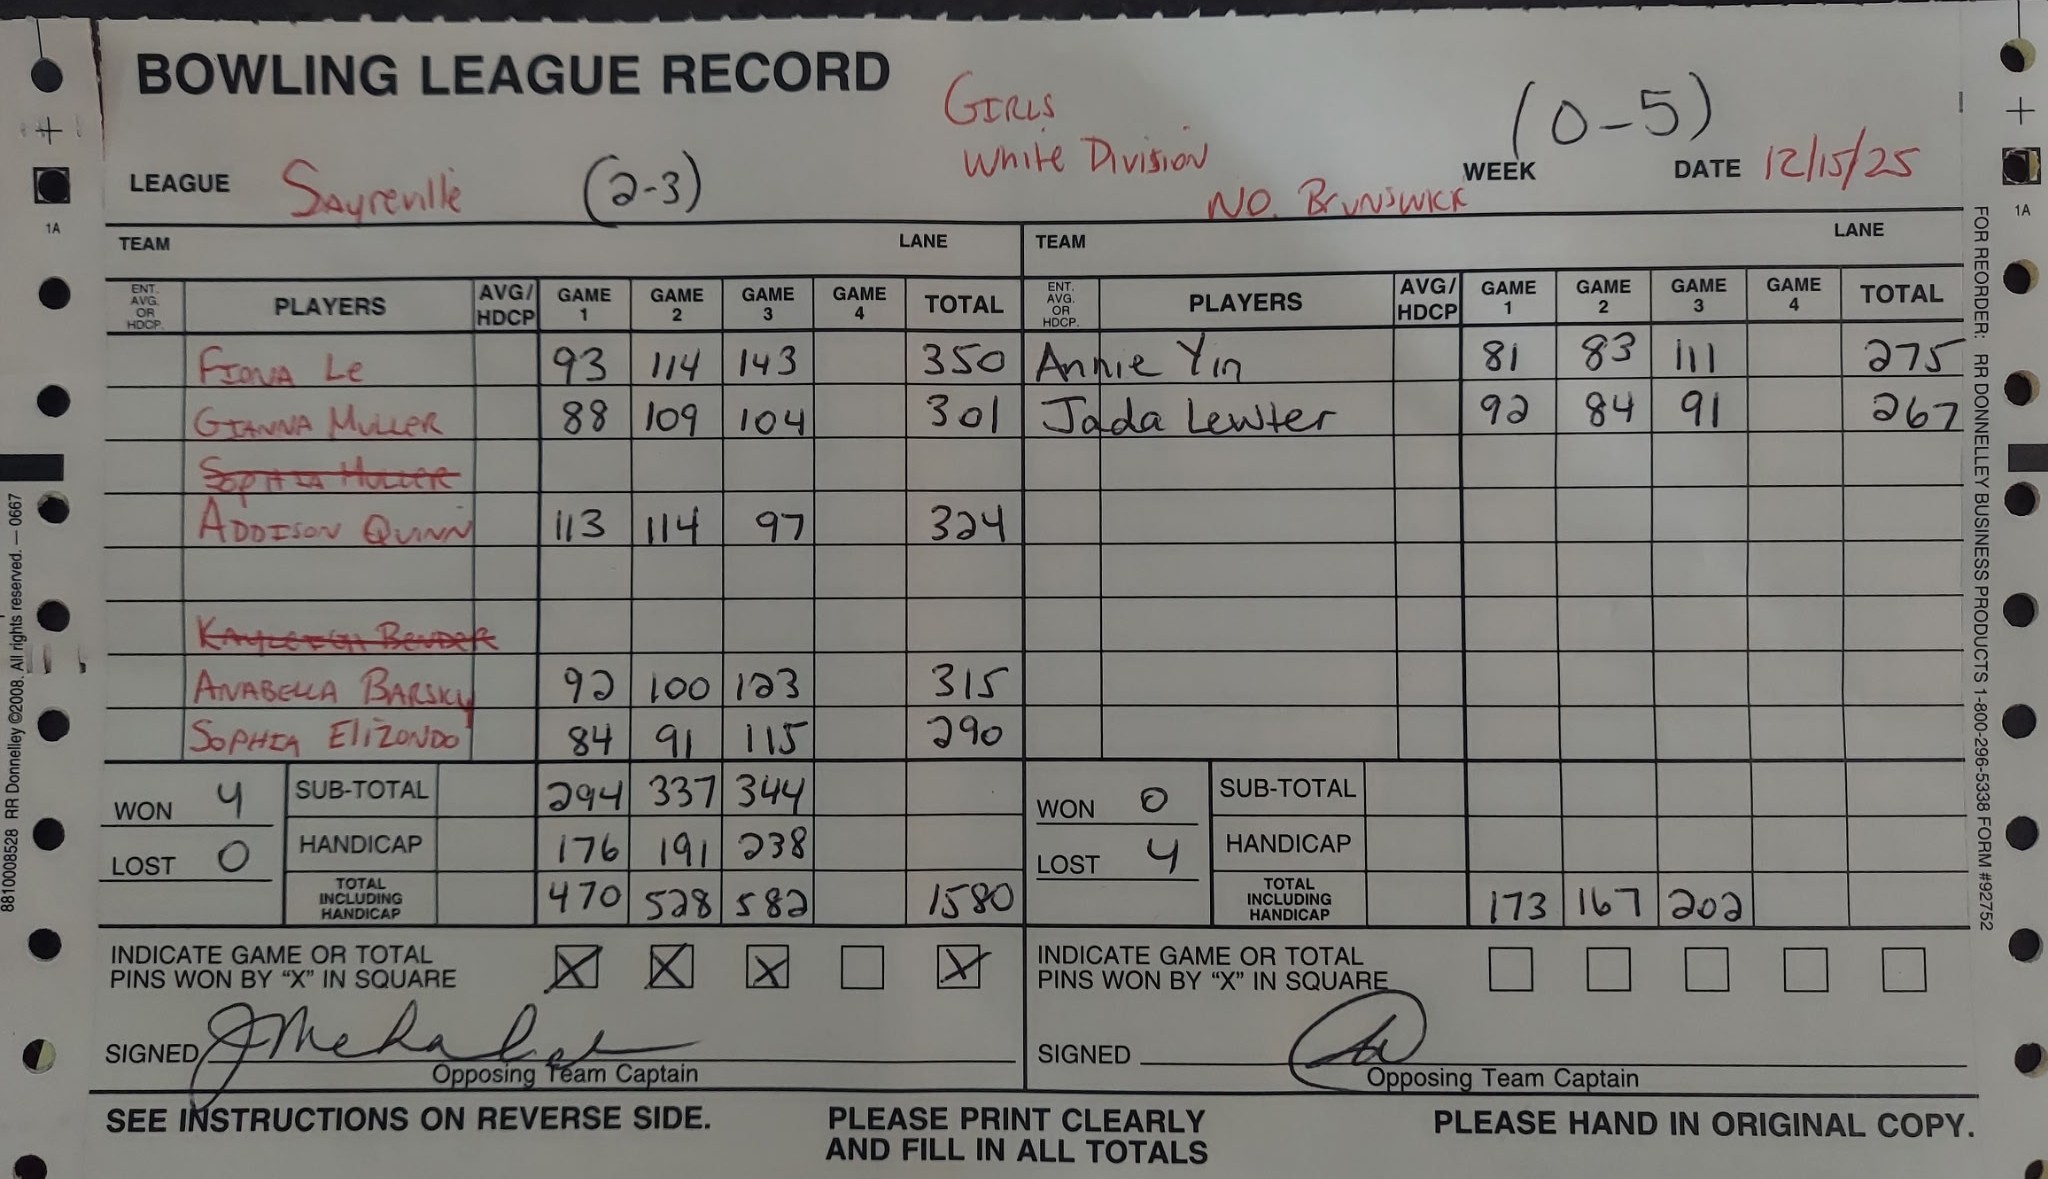 BOWLING LEAGUE RECORD
GIRLS
White Division
(0-5)
LEAGUE Sayreville (2-3)
WEEK DATE 12/15/25
NO. BRUNSWICK
TEAM LANE TEAM LANE
ENT. AVG. OR HDCP. PLAYERS AVG/ HDCP GAME 1 GAME 2 GAME 3 GAME 4 TOTAL ENT. AVG. OR HDCP. PLAYERS AVG/ HDCP GAME 1 GAME 2 GAME 3 GAME 4 TOTAL
FIONA Le 93 114 143 350 Annie Yin 81 83 111 275
GIANNA MULLER 88 109 104 301 Jada Lewter 92 84 91 267
SOPHIA MULLER
ADDISON QUINN 113 114 97 324
KAYLEIGH BENDER
ANABELLA BARSKY 92 100 123 315
SOPHIA ElIZONDO 84 91 115 290
WON 4 SUB-TOTAL 294 337 344 WON 0 SUB-TOTAL
LOST 0 HANDICAP 176 191 238 LOST 4 HANDICAP
TOTAL INCLUDING HANDICAP 470 528 582 1580 TOTAL INCLUDING HANDICAP 173 167 202
INDICATE GAME OR TOTAL X X X X INDICATE GAME OR TOTAL
PINS WON BY "X" IN SQUARE PINS WON BY "X" IN SQUARE
SIGNED SIGNED
Opposing Team Captain Opposing Team Captain
SEE INSTRUCTIONS ON REVERSE SIDE. PLEASE PRINT CLEARLY PLEASE HAND IN ORIGINAL COPY.
AND FILL IN ALL TOTALS
1A
1A
8810008528 RR Donnelley ©2008. All rights reserved. — 0667
FOR REORDER: RR DONNELLEY BUSINESS PRODUCTS 1-800-296-5338 FORM #92752